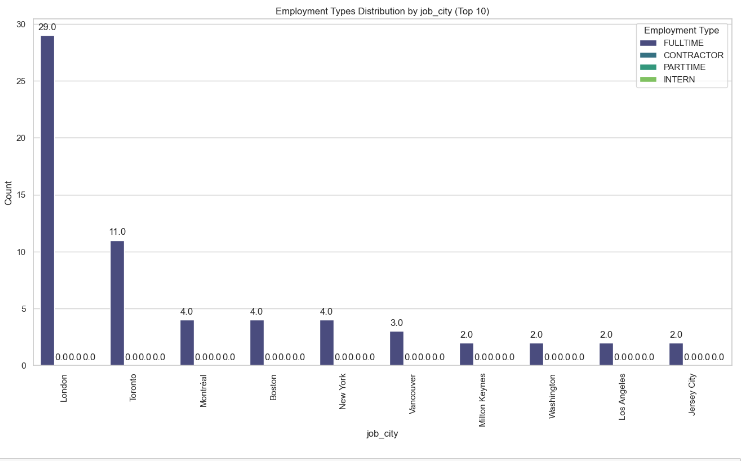 Employment Types Distribution by job_city (Top 10)
Employment Type
FULLTIME
CONTRACTOR
PARTTIME
INTERN
Count
30
25
20
15
10
5
0
29.0
11.0
4.0
4.0
4.0
3.0
2.0
2.0
2.0
2.0
0.0 0.0 0.0
0.0 0.0 0.0
0.0 0.0 0.0
0.0 0.0 0.0
0.0 0.0 0.0
0.0 0.0 0.0
0.0 0.0 0.0
0.0 0.0 0.0
0.0 0.0 0.0
0.0 0.0 0.0
London
Toronto
Montréal
Boston
New York
Vancouver
Milton Keynes
Washington
Los Angeles
Jersey City
job_city